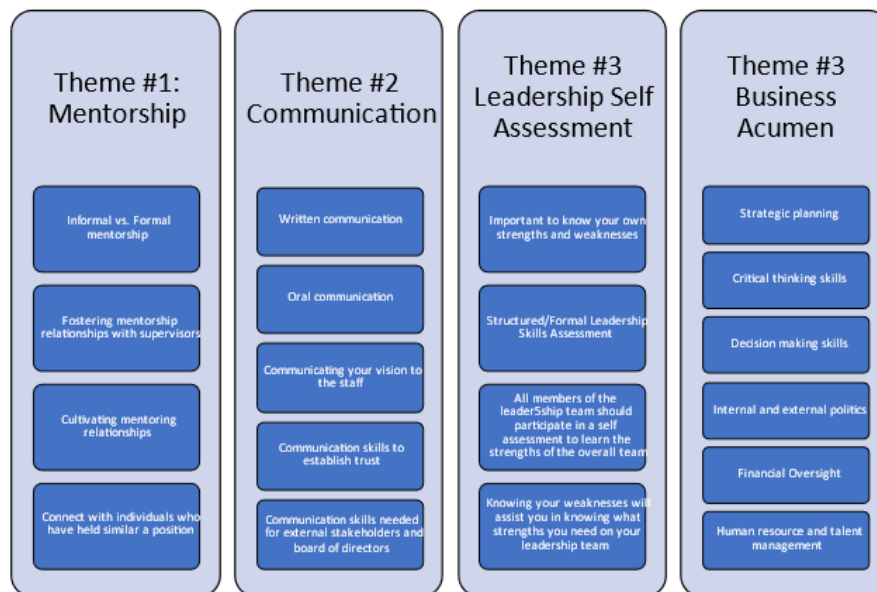 Theme #1:
Mentorship
Informal vs. Formal
mentorship
Fostering mentorship
relationships with supervisors
Cultivating mentoring
relationships
Connect with individuals who
have held similar a position
Theme #2
Communication
Written communication
Oral communication
Communicating your vision to
the staff
Communication skills to
establish trust
Communication skills needed
for external stakeholders and
board of directors
Theme #3
Leadership Self
Assessment
Important to know your own
strengths and weaknesses
Structured/Formal Leadership
Skills Assessment
All members of the
leader5ship team should
participate in a self
assessment to learn the
strengths of the overall team
Knowing your weaknesses will
assist you in knowing what
strengths you need on your
leadership team
Theme #3
Business
Acumen
Strategic planning
Critical thinking skills
Decision making skills
Internal and external politics
Financial Oversight
Human resource and talent
management